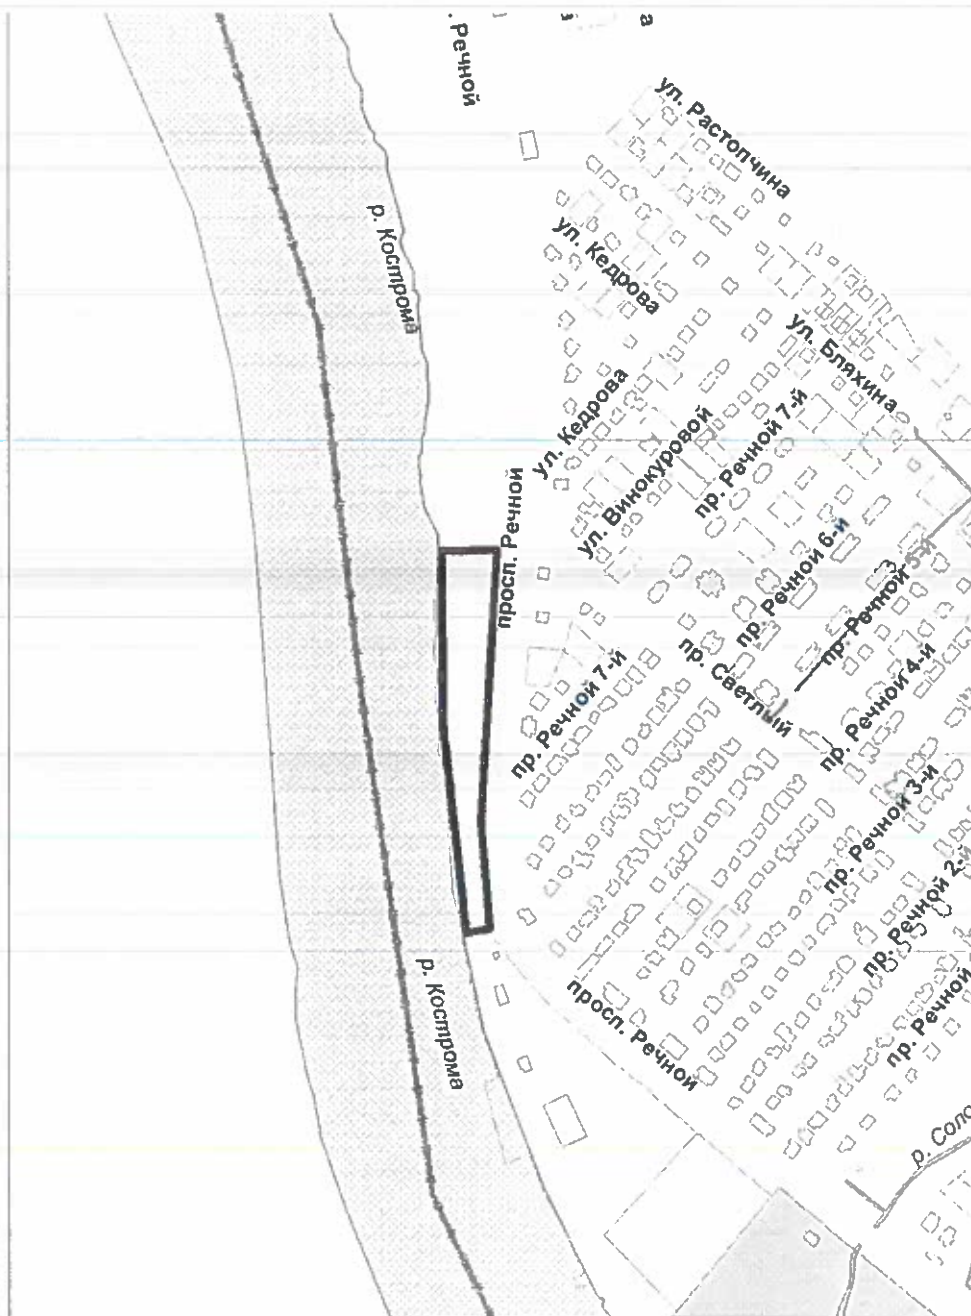 . Речной
а
ул. Растопчина
р. Кострома
ул. Кедрова
ул. Бляхина
ул. Кедрова
ул. Винокуровой
пр. Речной 7-й
просп. Речной
пр. Речной 6-й
пр. Речной 5-й
пр. Светлый
пр. Речной 7-й
пр. Речной 4-й
пр. Речной 3-й
пр. Речной 2-й
р. Кострома
просп. Речной
пр. Речной
р. Соло